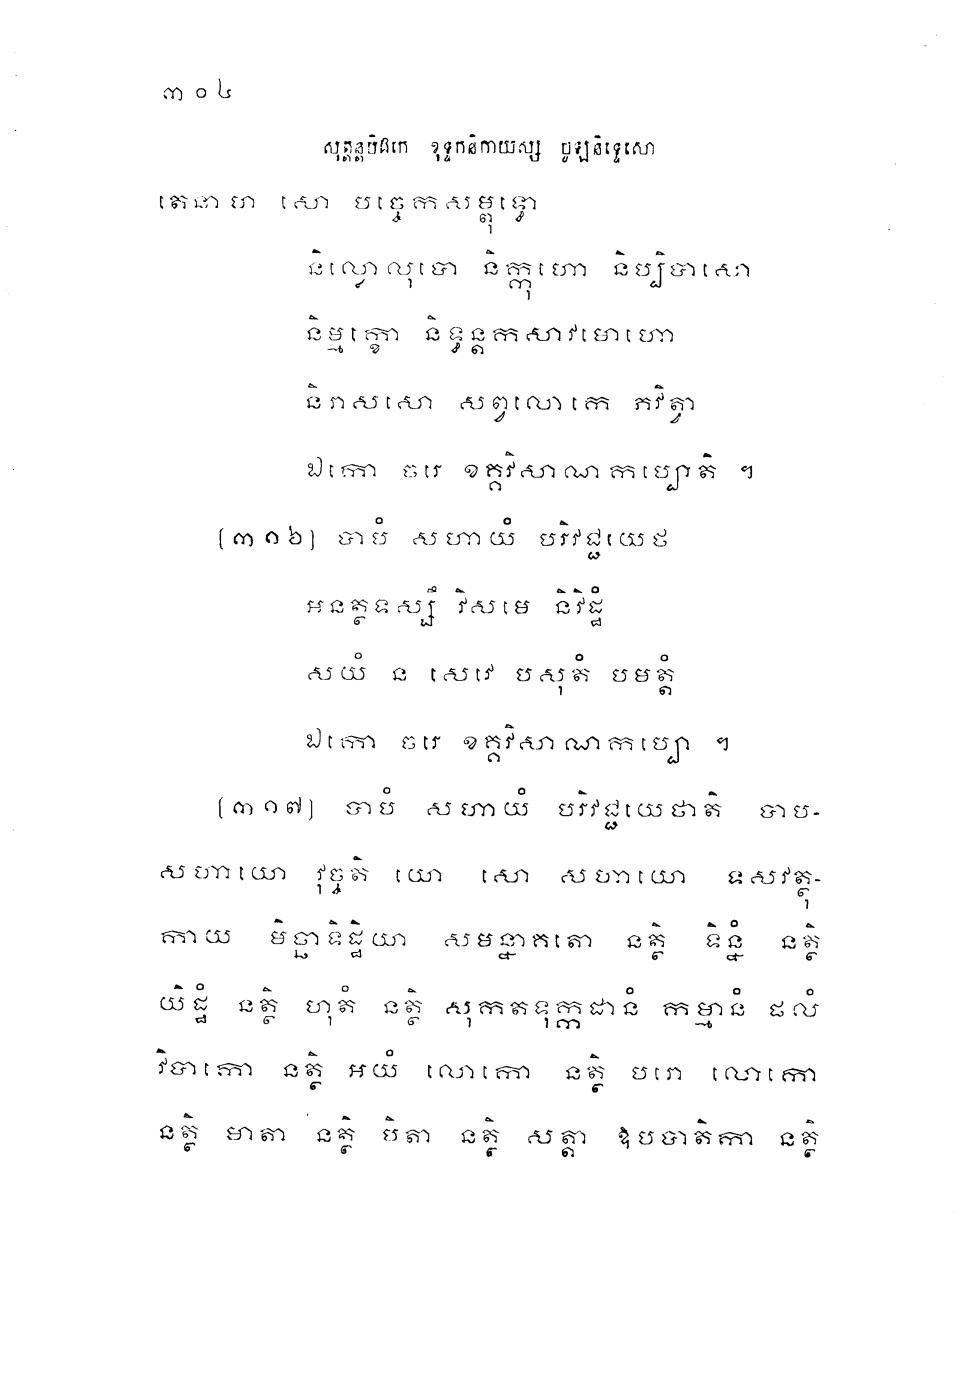 ៣០៤
សុត្តន្តបិដកេ ខុទ្ទកនិកាយស្ស ចូឡនិទ្ទេសោ
តេនាហ សោ បច្ចេកសម្ពុទ្ធោ
និល្លោលុបោ និក្កុហោ និប្បិបាសោ
និម្មក្ខោ និទ្ធន្តកសាវមោហោ
និរាសសោ សព្វលោកេ ភវិត្វា
ឯកោ ចរេ ខគ្គវិសាណកប្បោតិ ។
(៣១៦) បាបំ សហាយំ បរិវជ្ជយេថ
អនត្ថទស្សឹ វិសមេ និវិដ្ឋំ
សយំ ន សេវេ បសុតំ បមត្តំ
ឯកោ ចរេ ខគ្គវិសាណកប្បោ ។
(៣១៧) បាបំ សហាយំ បរិវជ្ជយេថាតិ បាប-
សហាយោ វុច្ចតិ យោ សោ សហាយោ ទសវត្ថុ-
កាយ មិច្ឆាទិដ្ឋិយា សមន្នាគតោ នត្ថិ ទិន្នំ នត្ថិ
យិដ្ឋំ នត្ថិ ហុតំ នត្ថិ សុកតទុក្កដានំ កម្មានំ ផលំ
វិបាកោ នត្ថិ អយំ លោកោ នត្ថិ បរោ លោកោ
នត្ថិ មាតា នត្ថិ បិតា នត្ថិ សត្តា ឱបបាតិកា នត្ថិ